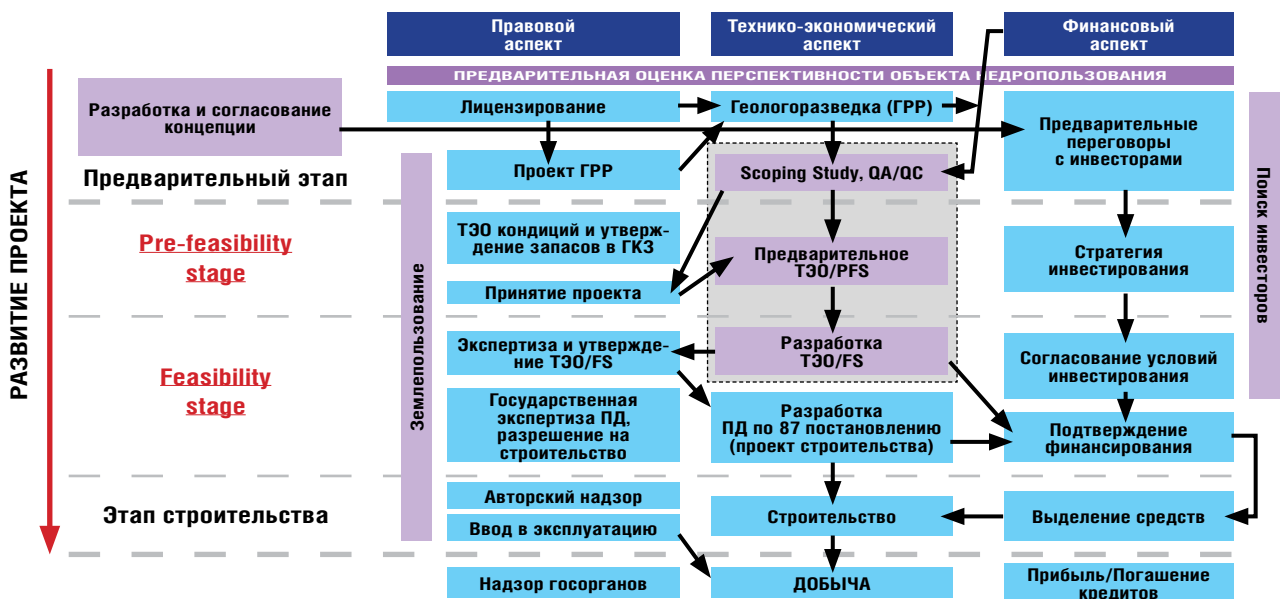 Правовой
аспект
Технико-экономический
аспект
Финансовый
аспект
ПРЕДВАРИТЕЛЬНАЯ ОЦЕНКА ПЕРСПЕКТИВНОСТИ ОБЪЕКТА НЕДРОПОЛЬЗОВАНИЯ
РАЗВИТИЕ ПРОЕКТА
Разработка и согласование
концепции
Предварительный этап
Pre-feasibility
stage
Feasibility
stage
Этап строительства
Землепользование
Лицензирование
Проект ГРР
ТЭО кондиций и утверж-
дение запасов в ГКЗ
Принятие проекта
Экспертиза и утвержде-
ние ТЭО/FS
Государственная
экспертиза ПД,
разрешение на
строительство
Авторский надзор
Ввод в эксплуатацию
Надзор госорганов
Геологоразведка (ГРР)
Scoping Study, QA/QC
Предварительное
ТЭО/PFS
Разработка
ТЭО/FS
Разработка
ПД по 87 постановлению
(проект строительства)
Строительство
ДОБЫЧА
Предварительные
переговоры
с инвесторами
Стратегия
инвестирования
Согласование условий
инвестирования
Подтверждение
финансирования
Выделение средств
Прибыль/Погашение
кредитов
Поиск инвесторов